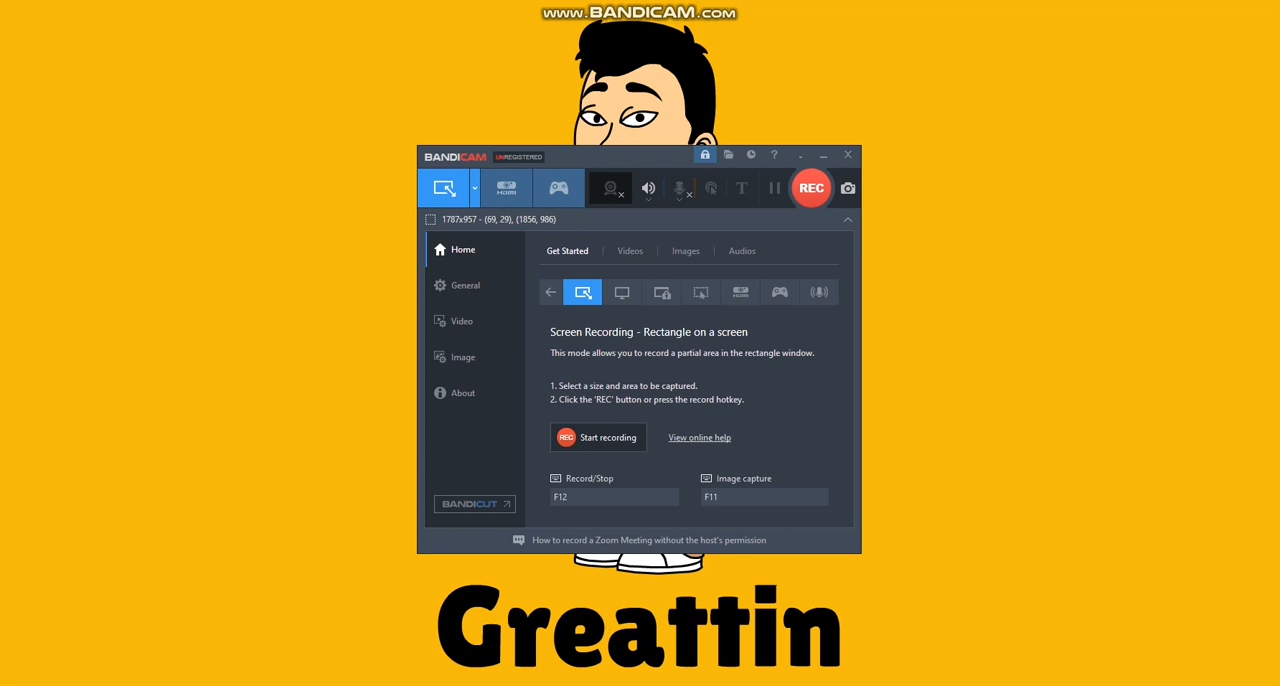 www.BANDICAM.com
BANDICAM UNREGISTERED
?
HDMI
T
REC
1787x957 - (69, 29), (1856, 986)
Home
General
Video
Image
About
BANDICUT
Get Started
Videos
Images
Audios
HDMI
Screen Recording - Rectangle on a screen
This mode allows you to record a partial area in the rectangle window.
1. Select a size and area to be captured.
2. Click the 'REC' button or press the record hotkey.
REC Start recording
View online help
Record/Stop
Image capture
F12
F11
How to record a Zoom Meeting without the host's permission
Greattin